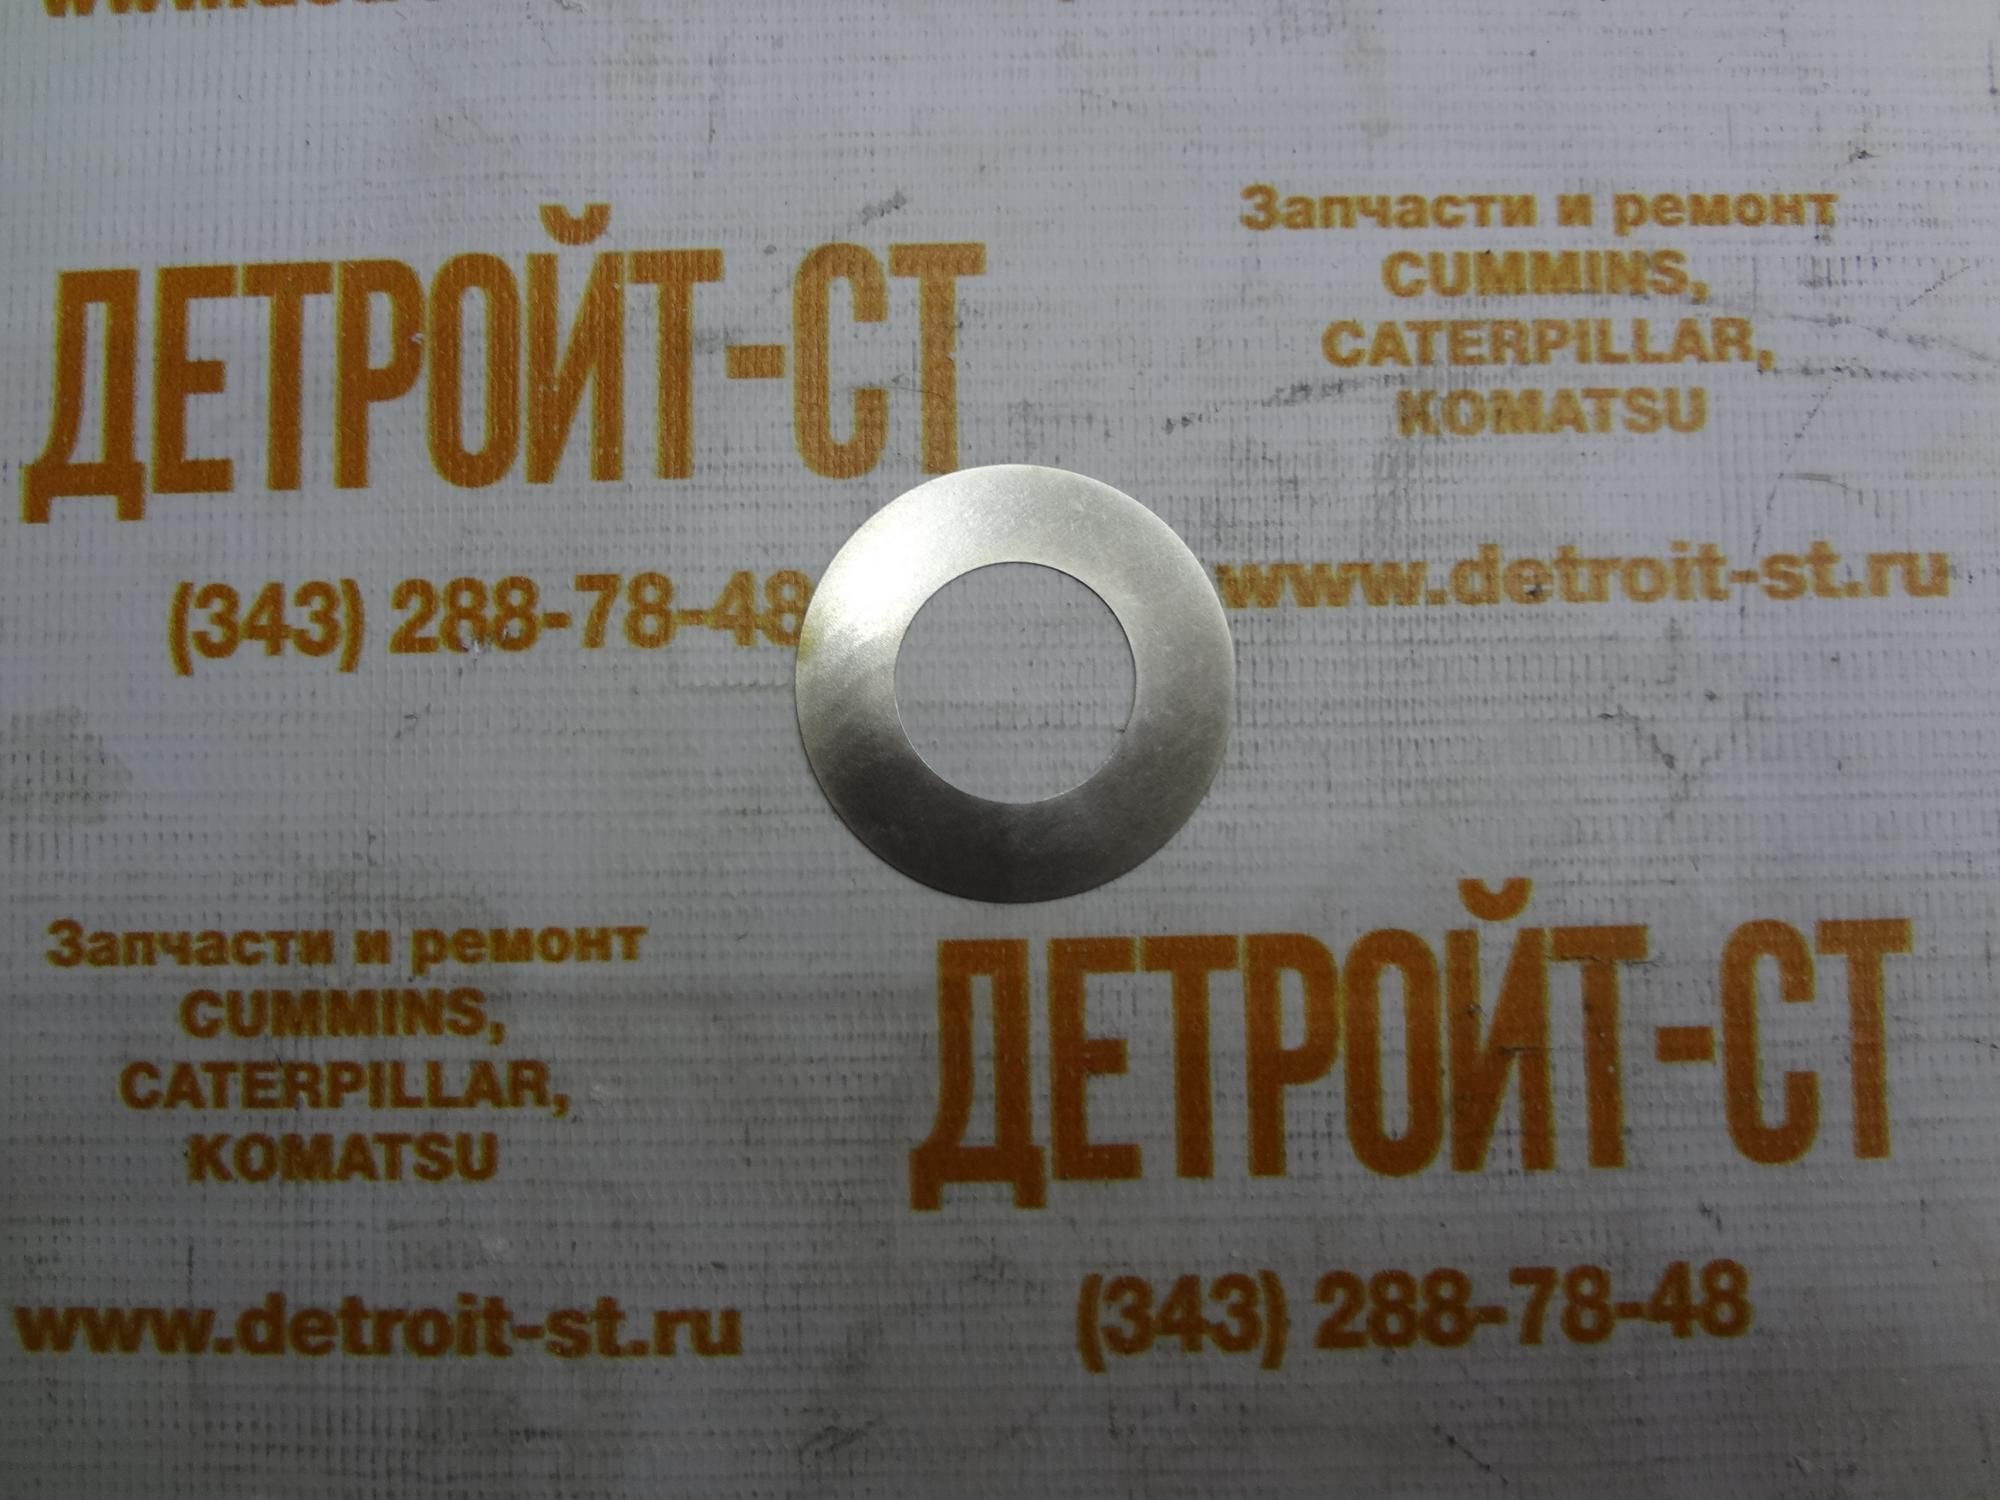 ДЕТРОЙТ-СТ
(343) 288-78-48
Запчасти и ремонт
CUMMINS,
CATERPILLAR,
KOMATSU
www.detroit-st.ru
Запчасти и ремонт
CUMMINS,
CATERPILLAR,
KOMATSU
www.detroit-st.ru
ДЕТРОЙТ-СТ
(343) 288-78-48